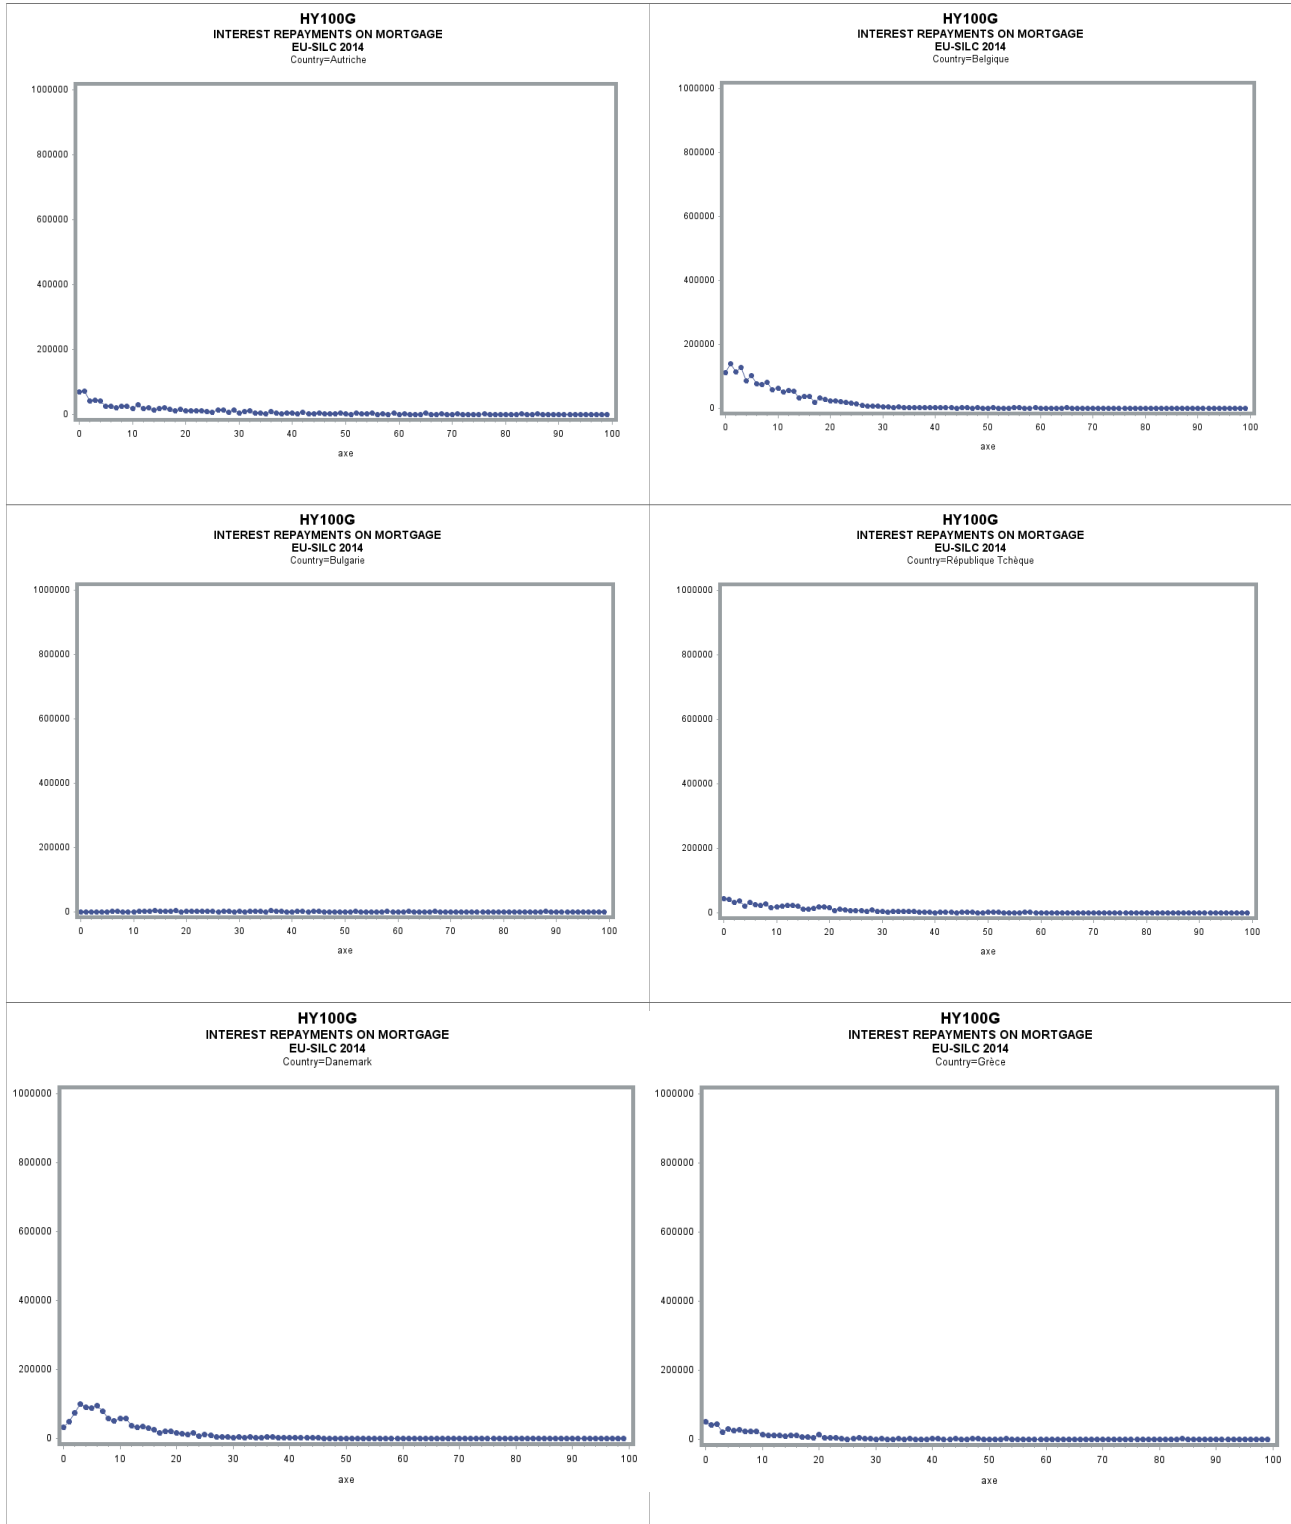 HY100G
INTEREST REPAYMENTS ON MORTGAGE
EU-SILC 2014
Country=Autriche
1000000
800000
600000
400000
200000
0
0 10 20 30 40 50 60 70 80 90 100
axe
HY100G
INTEREST REPAYMENTS ON MORTGAGE
EU-SILC 2014
Country=Belgique
1000000
800000
600000
400000
200000
0
0 10 20 30 40 50 60 70 80 90 100
axe
HY100G
INTEREST REPAYMENTS ON MORTGAGE
EU-SILC 2014
Country=Bulgarie
1000000
800000
600000
400000
200000
0
0 10 20 30 40 50 60 70 80 90 100
axe
HY100G
INTEREST REPAYMENTS ON MORTGAGE
EU-SILC 2014
Country=République Tchèque
1000000
800000
600000
400000
200000
0
0 10 20 30 40 50 60 70 80 90 100
axe
HY100G
INTEREST REPAYMENTS ON MORTGAGE
EU-SILC 2014
Country=Danemark
1000000
800000
600000
400000
200000
0
0 10 20 30 40 50 60 70 80 90 100
axe
HY100G
INTEREST REPAYMENTS ON MORTGAGE
EU-SILC 2014
Country=Grèce
1000000
800000
600000
400000
200000
0
0 10 20 30 40 50 60 70 80 90 100
axe